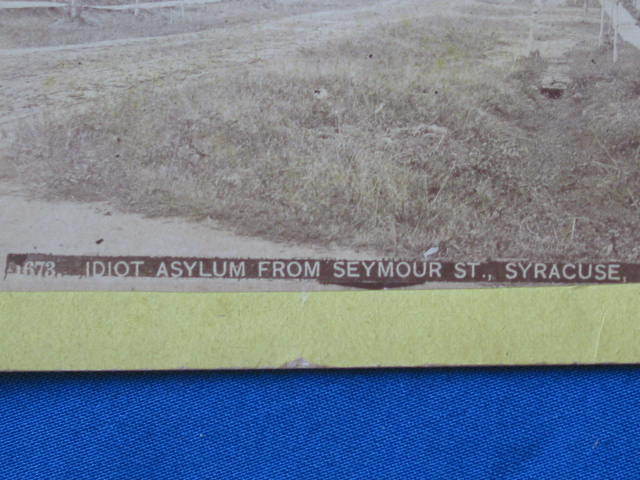 1673. IDIOT ASYLUM FROM SEYMOUR ST., SYRACUSE,